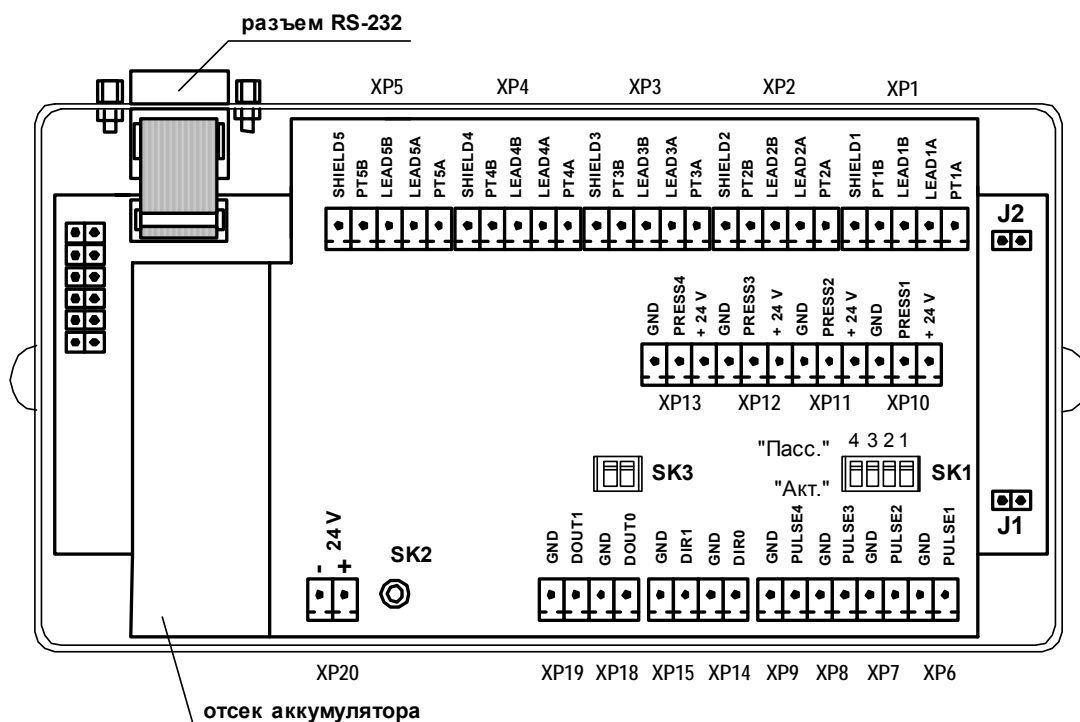 разъем RS-232
XP5 XP4 XP3 XP2 XP1
SHIELD5 PT5B LEAD5B LEAD5A PT5A SHIELD4 PT4B LEAD4B LEAD4A PT4A SHIELD3 PT3B LEAD3B LEAD3A PT3A SHIELD2 PT2B LEAD2B LEAD2A PT2A SHIELD1 PT1B LEAD1B LEAD1A PT1A
J2
GND PRESS4 + 24 V GND PRESS3 + 24 V GND PRESS2 + 24 V GND PRESS1 + 24 V
XP13 XP12 XP11 XP10
"Пасс." 4 3 2 1
SK3 SK1
"Акт."
J1
- + 24 V
SK2
GND DOUT1 GND DOUT0 GND DIR1 GND DIR0 GND PULSE4 GND PULSE3 GND PULSE2 GND PULSE1
XP20 XP19 XP18 XP15 XP14 XP9 XP8 XP7 XP6
отсек аккумулятора